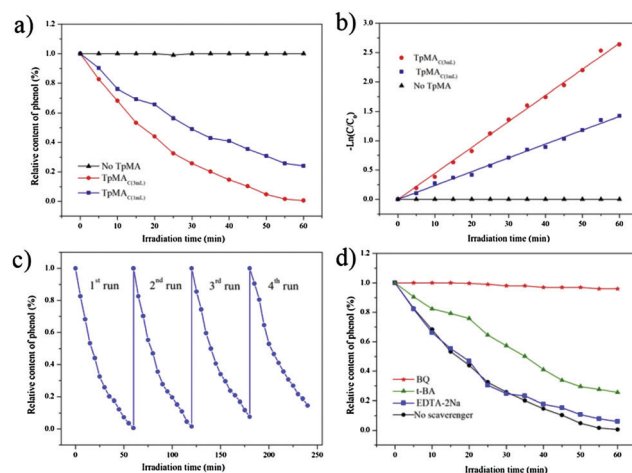 a)
1.2
1.0
0.8
0.6
0.4
0.2
0.0
Relative content of phenol (%)
No TpMA
TpMA C(3mL)
TpMA C(1mL)
0 10 20 30 40 50 60
Irradiation time (min)
b)
3.0
2.5
2.0
1.5
1.0
0.5
0.0
-0.5
-Ln(C/C0)
TpMA C(3mL)
TpMA C(1mL)
No TpMA
0 10 20 30 40 50 60
Irradiation time (min)
c)
1.2
1.0
0.8
0.6
0.4
0.2
0.0
Relative content of phenol (%)
1st run 2nd run 3rd run 4th run
0 50 100 150 200 250
Irradiation time (min)
d)
1.2
1.0
0.8
0.6
0.4
0.2
0.0
Relative content of phenol (%)
BQ
t-BA
EDTA-2Na
No scaverenger
0 10 20 30 40 50 60
Irradiation time (min)